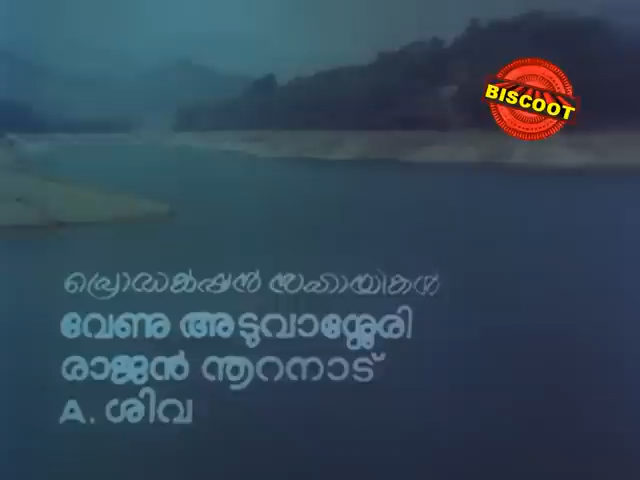 BISCOOT
പ്രൊഡക്ഷൻ സഹായികൾ
വേണു അടുവാശ്ശേരി
രാജൻ നൂറനാട്
A. ശിവ